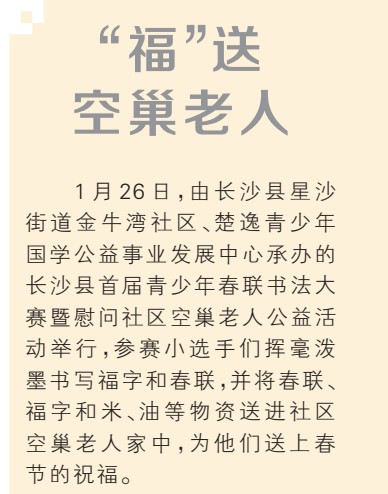 “福”送
空巢老人
1月26日,由长沙县星沙
街道金牛湾社区、楚逸青少年
国学公益事业发展中心承办的
长沙县首届青少年春联书法大
赛暨慰问社区空巢老人公益活
动举行,参赛小选手们挥毫泼
墨书写福字和春联,并将春联、
福字和米、油等物资送进社区
空巢老人家中,为他们送上春
节的祝福。